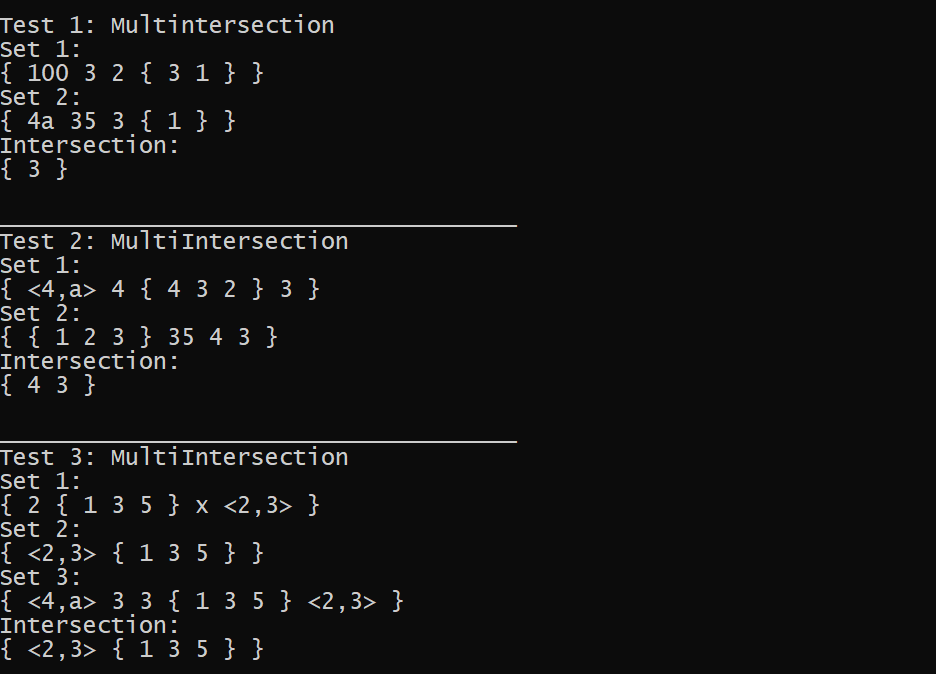 Test 1: Multintersection
Set 1:
{ 100 3 2 { 3 1 } }
Set 2:
{ 4a 35 3 { 1 } }
Intersection:
{ 3 }
Test 2: MultiIntersection
Set 1:
{ <4,a> 4 { 4 3 2 } 3 }
Set 2:
{ { 1 2 3 } 35 4 3 }
Intersection:
{ 4 3 }
Test 3: MultiIntersection
Set 1:
{ 2 { 1 3 5 } x <2,3> }
Set 2:
{ <2,3> { 1 3 5 } }
Set 3:
{ <4,a> 3 3 { 1 3 5 } <2,3> }
Intersection:
{ <2,3> { 1 3 5 } }